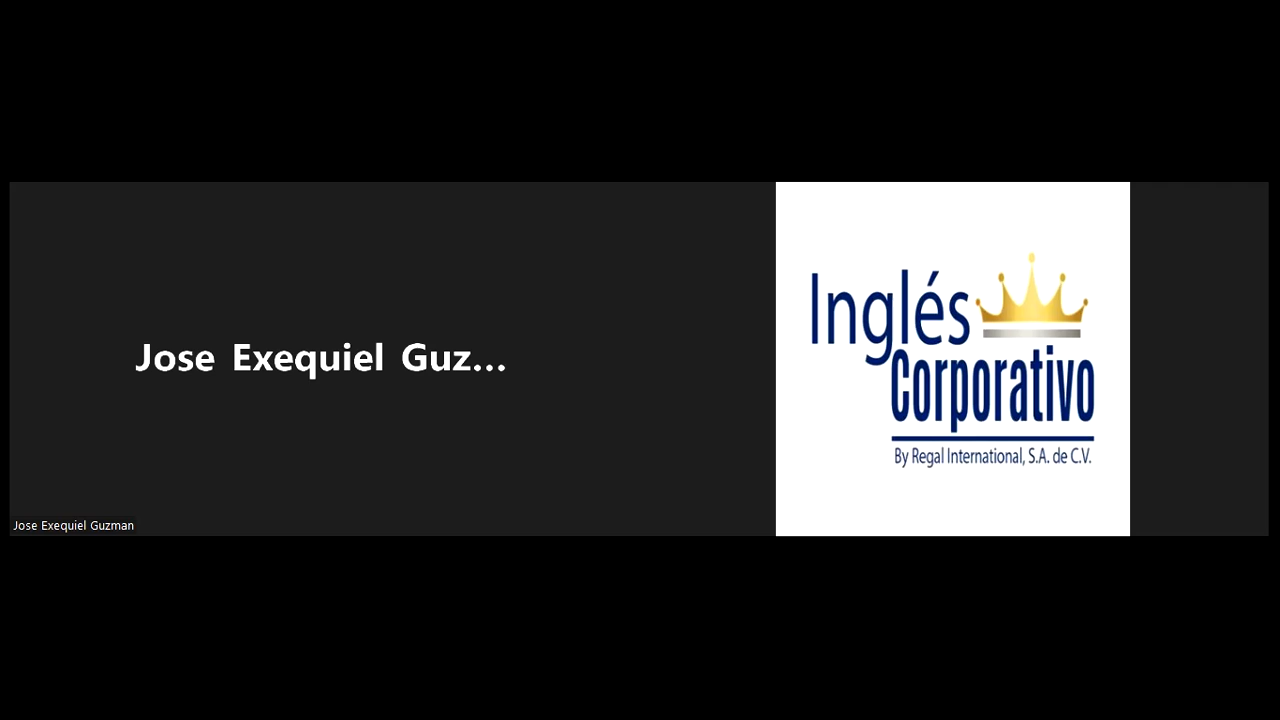 Jose Exequiel Guz...
Jose Exequiel Guzman
Inglés
Corporativo
By Regal International, S.A. de C.V.